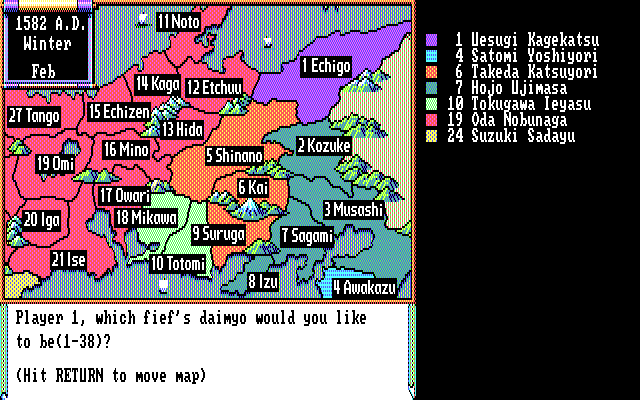 1582 A.D.
Winter
Feb
11 Noto
1 Echigo
14 Kaga
12 Etchuu
27 Tango
15 Echizen
13 Hida
2 Kozuke
16 Mino
5 Shinano
19 Omi
6 Kai
17 Owari
3 Musashi
20 Iga
18 Mikawa
9 Suruga
7 Sagami
21 Ise
10 Totomi
8 Izu
4 Awakazu
1 Uesugi Kagekatsu
4 Satomi Yoshiyori
6 Takeda Katsuyori
7 Hojo Ujimasa
10 Tokugawa Ieyasu
19 Oda Nobunaga
24 Suzuki Sadayu
Player 1, which fief's daimyo would you like
to be(1-38)?
(Hit RETURN to move map)